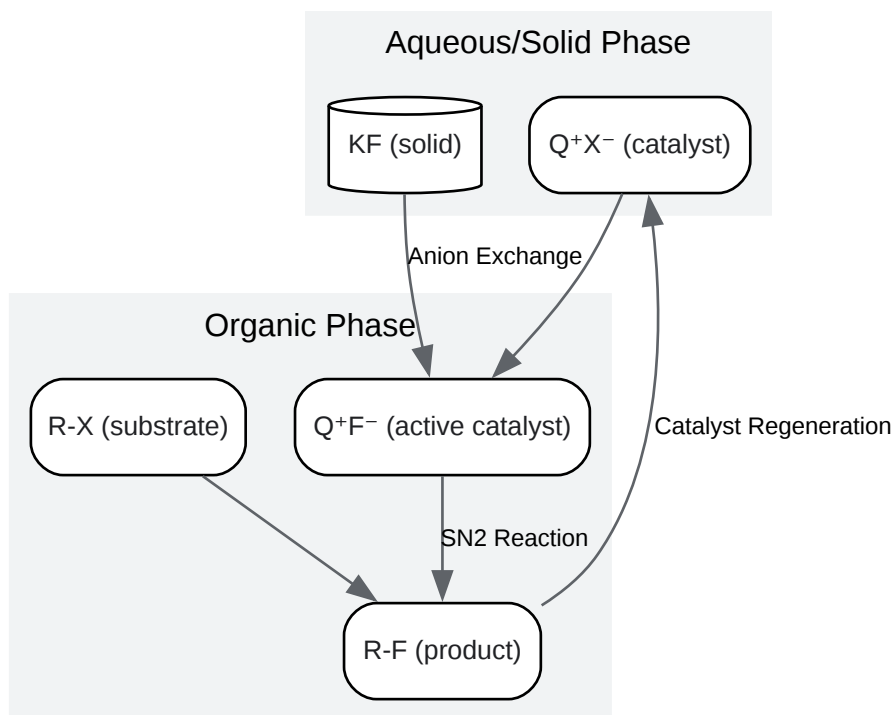 Aqueous/Solid Phase
KF (solid)
Q⁺X⁻ (catalyst)
Anion Exchange
Organic Phase
R-X (substrate)
Q⁺F⁻ (active catalyst)
Catalyst Regeneration
SN2 Reaction
R-F (product)